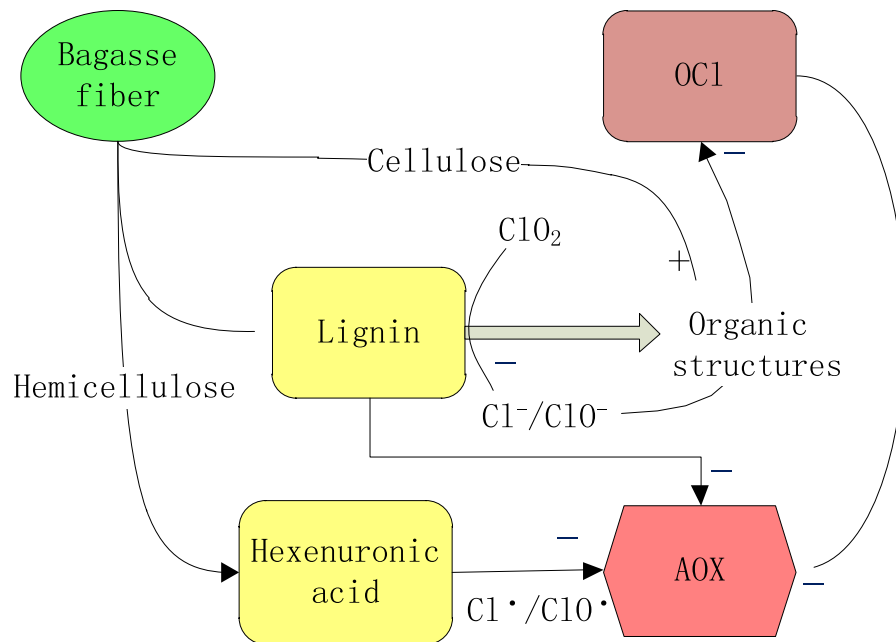 Bagasse
fiber
OCl
Cellulose
ClO₂
+
−
Lignin
Organic
structures
−
Hemicellulose
Cl⁻/ClO⁻
−
Hexenuronic
acid
−
AOX
−
Cl·/ClO·